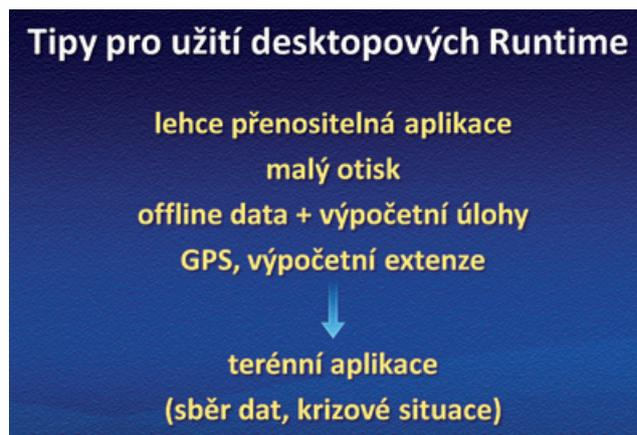 Tipy pro užití desktopových Runtime
lehce přenositelná aplikace
malý otisk
offline data + výpočetní úlohy
GPS, výpočetní extenze
terénní aplikace
(sběr dat, krizové situace)